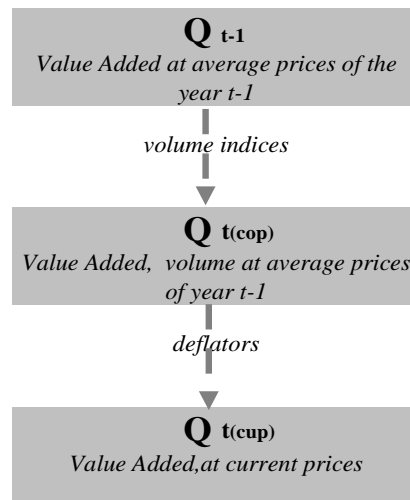 Q t-1
Value Added at average prices of the
year t-1
volume indices
Q t(cop)
Value Added, volume at average prices
of year t-1
deflators
Q t(cup)
Value Added,at current prices